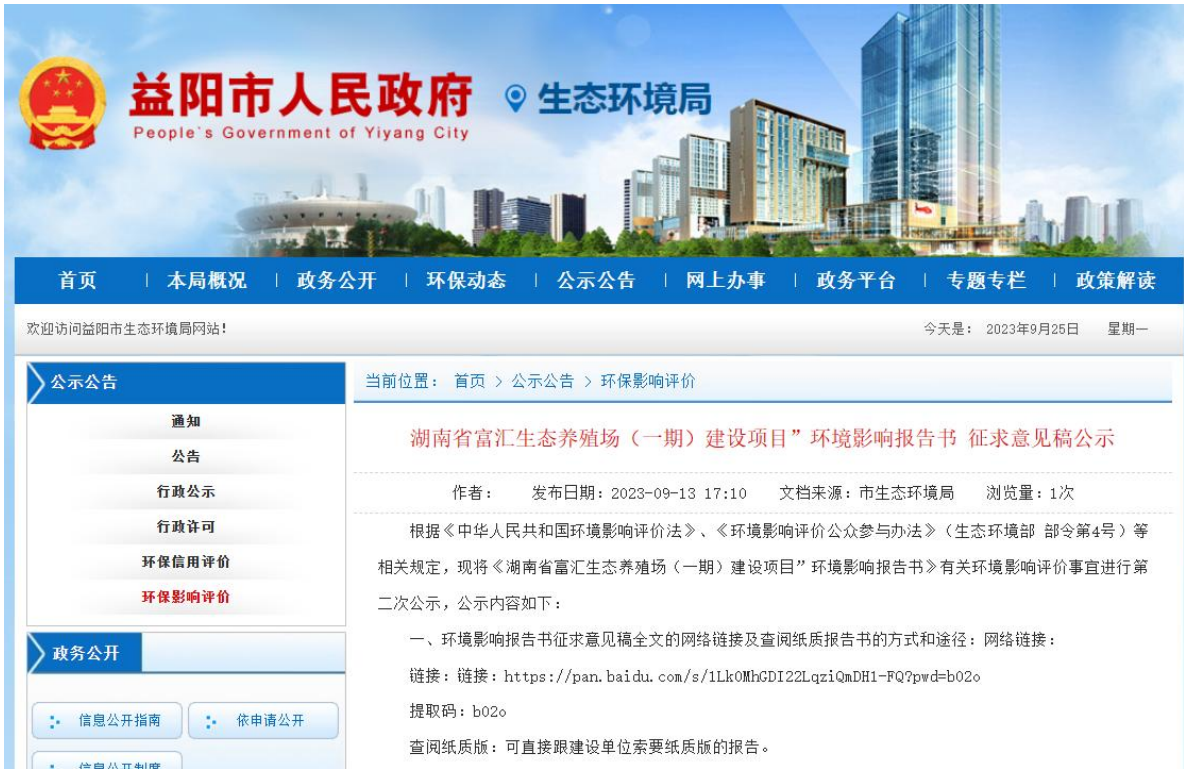 益阳市人民政府
People`s Government of Yiyang City
生态环境局
首页 | 本局概况 | 政务公开 | 环保动态 | 公示公告 | 网上办事 | 政务平台 | 专题专栏 | 政策解读
欢迎访问益阳市生态环境局网站！ 今天是： 2023年9月25日 星期一
公示公告
通知
公告
行政公示
行政许可
环保信用评价
环保影响评价
政务公开
信息公开指南 依申请公开
信息公开制度
当前位置： 首页 > 公示公告 > 环保影响评价
湖南省富汇生态养殖场（一期）建设项目”环境影响报告书 征求意见稿公示
作者： 发布日期：2023-09-13 17:10 文档来源：市生态环境局 浏览量：1次
根据《中华人民共和国环境影响评价法》、《环境影响评价公众参与办法》（生态环境部 部令第4号）等
相关规定，现将《湖南省富汇生态养殖场（一期）建设项目”环境影响报告书》有关环境影响评价事宜进行第
二次公示，公示内容如下：
一、环境影响报告书征求意见稿全文的网络链接及查阅纸质报告书的方式和途径：网络链接：
链接：链接：https://pan.baidu.com/s/1Lk0MhGDI22LqziQmDH1-FQ?pwd=b02o
提取码：b02o
查阅纸质版：可直接跟建设单位索要纸质版的报告。